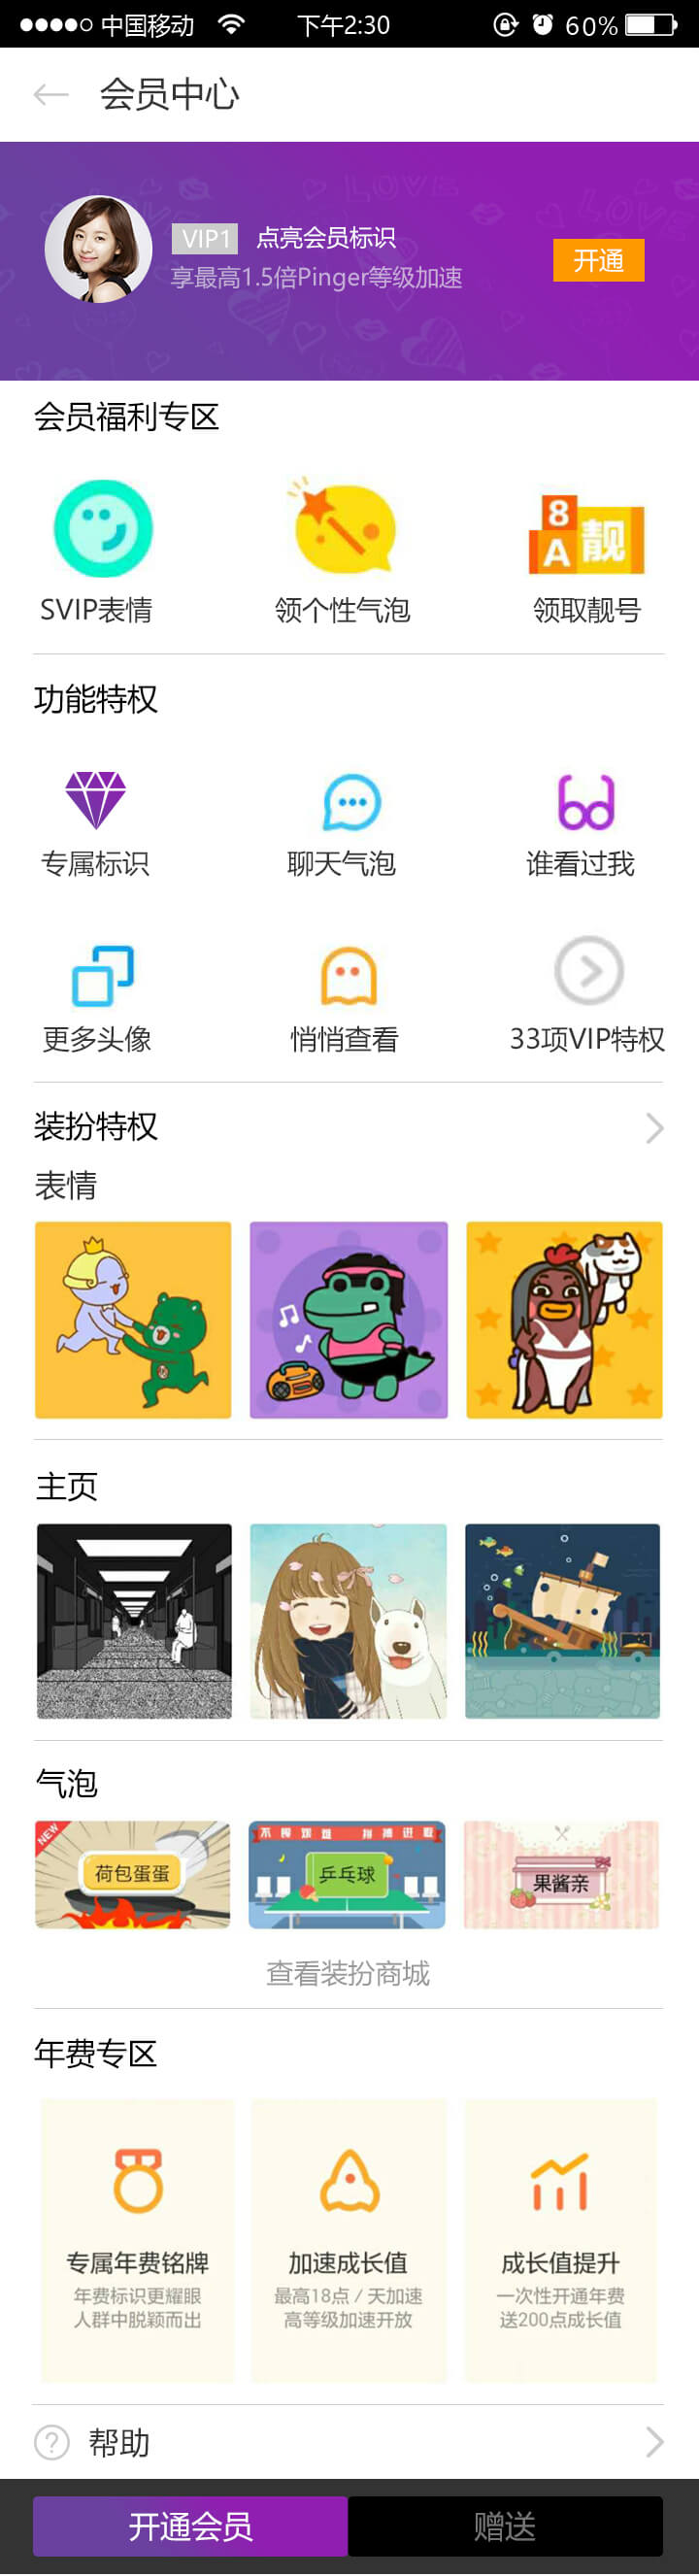 中国移动 下午2:30 60%
会员中心
VIP1 点亮会员标识
享最高1.5倍Pinger等级加速
开通
会员福利专区
8
A 靓
SVIP表情 领个性气泡 领取靓号
功能特权
专属标识 聊天气泡 谁看过我
更多头像 悄悄查看 33项VIP特权
装扮特权
表情
主页
气泡
NEW
不畏艰难 拼搏进取
荷包蛋蛋 乒乓球 果酱亲
查看装扮商城
年费专区
专属年费铭牌 加速成长值 成长值提升
年费标识更耀眼 最高18点/天加速 一次性开通年费
人群中脱颖而出 高等级加速开放 送200点成长值
? 帮助
开通会员 赠送